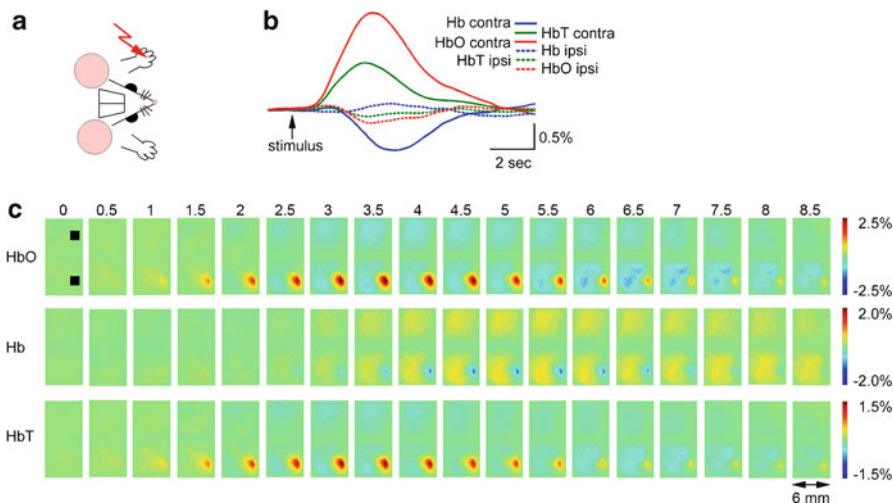 a
b
Hb contra
HbT contra
HbO contra
Hb ipsi
HbT ipsi
HbO ipsi
stimulus
0.5%
2 sec
c
0 0.5 1 1.5 2 2.5 3 3.5 4 4.5 5 5.5 6 6.5 7 7.5 8 8.5
HbO
2.5%
-2.5%
Hb
2.0%
-2.0%
HbT
1.5%
-1.5%
6 mm